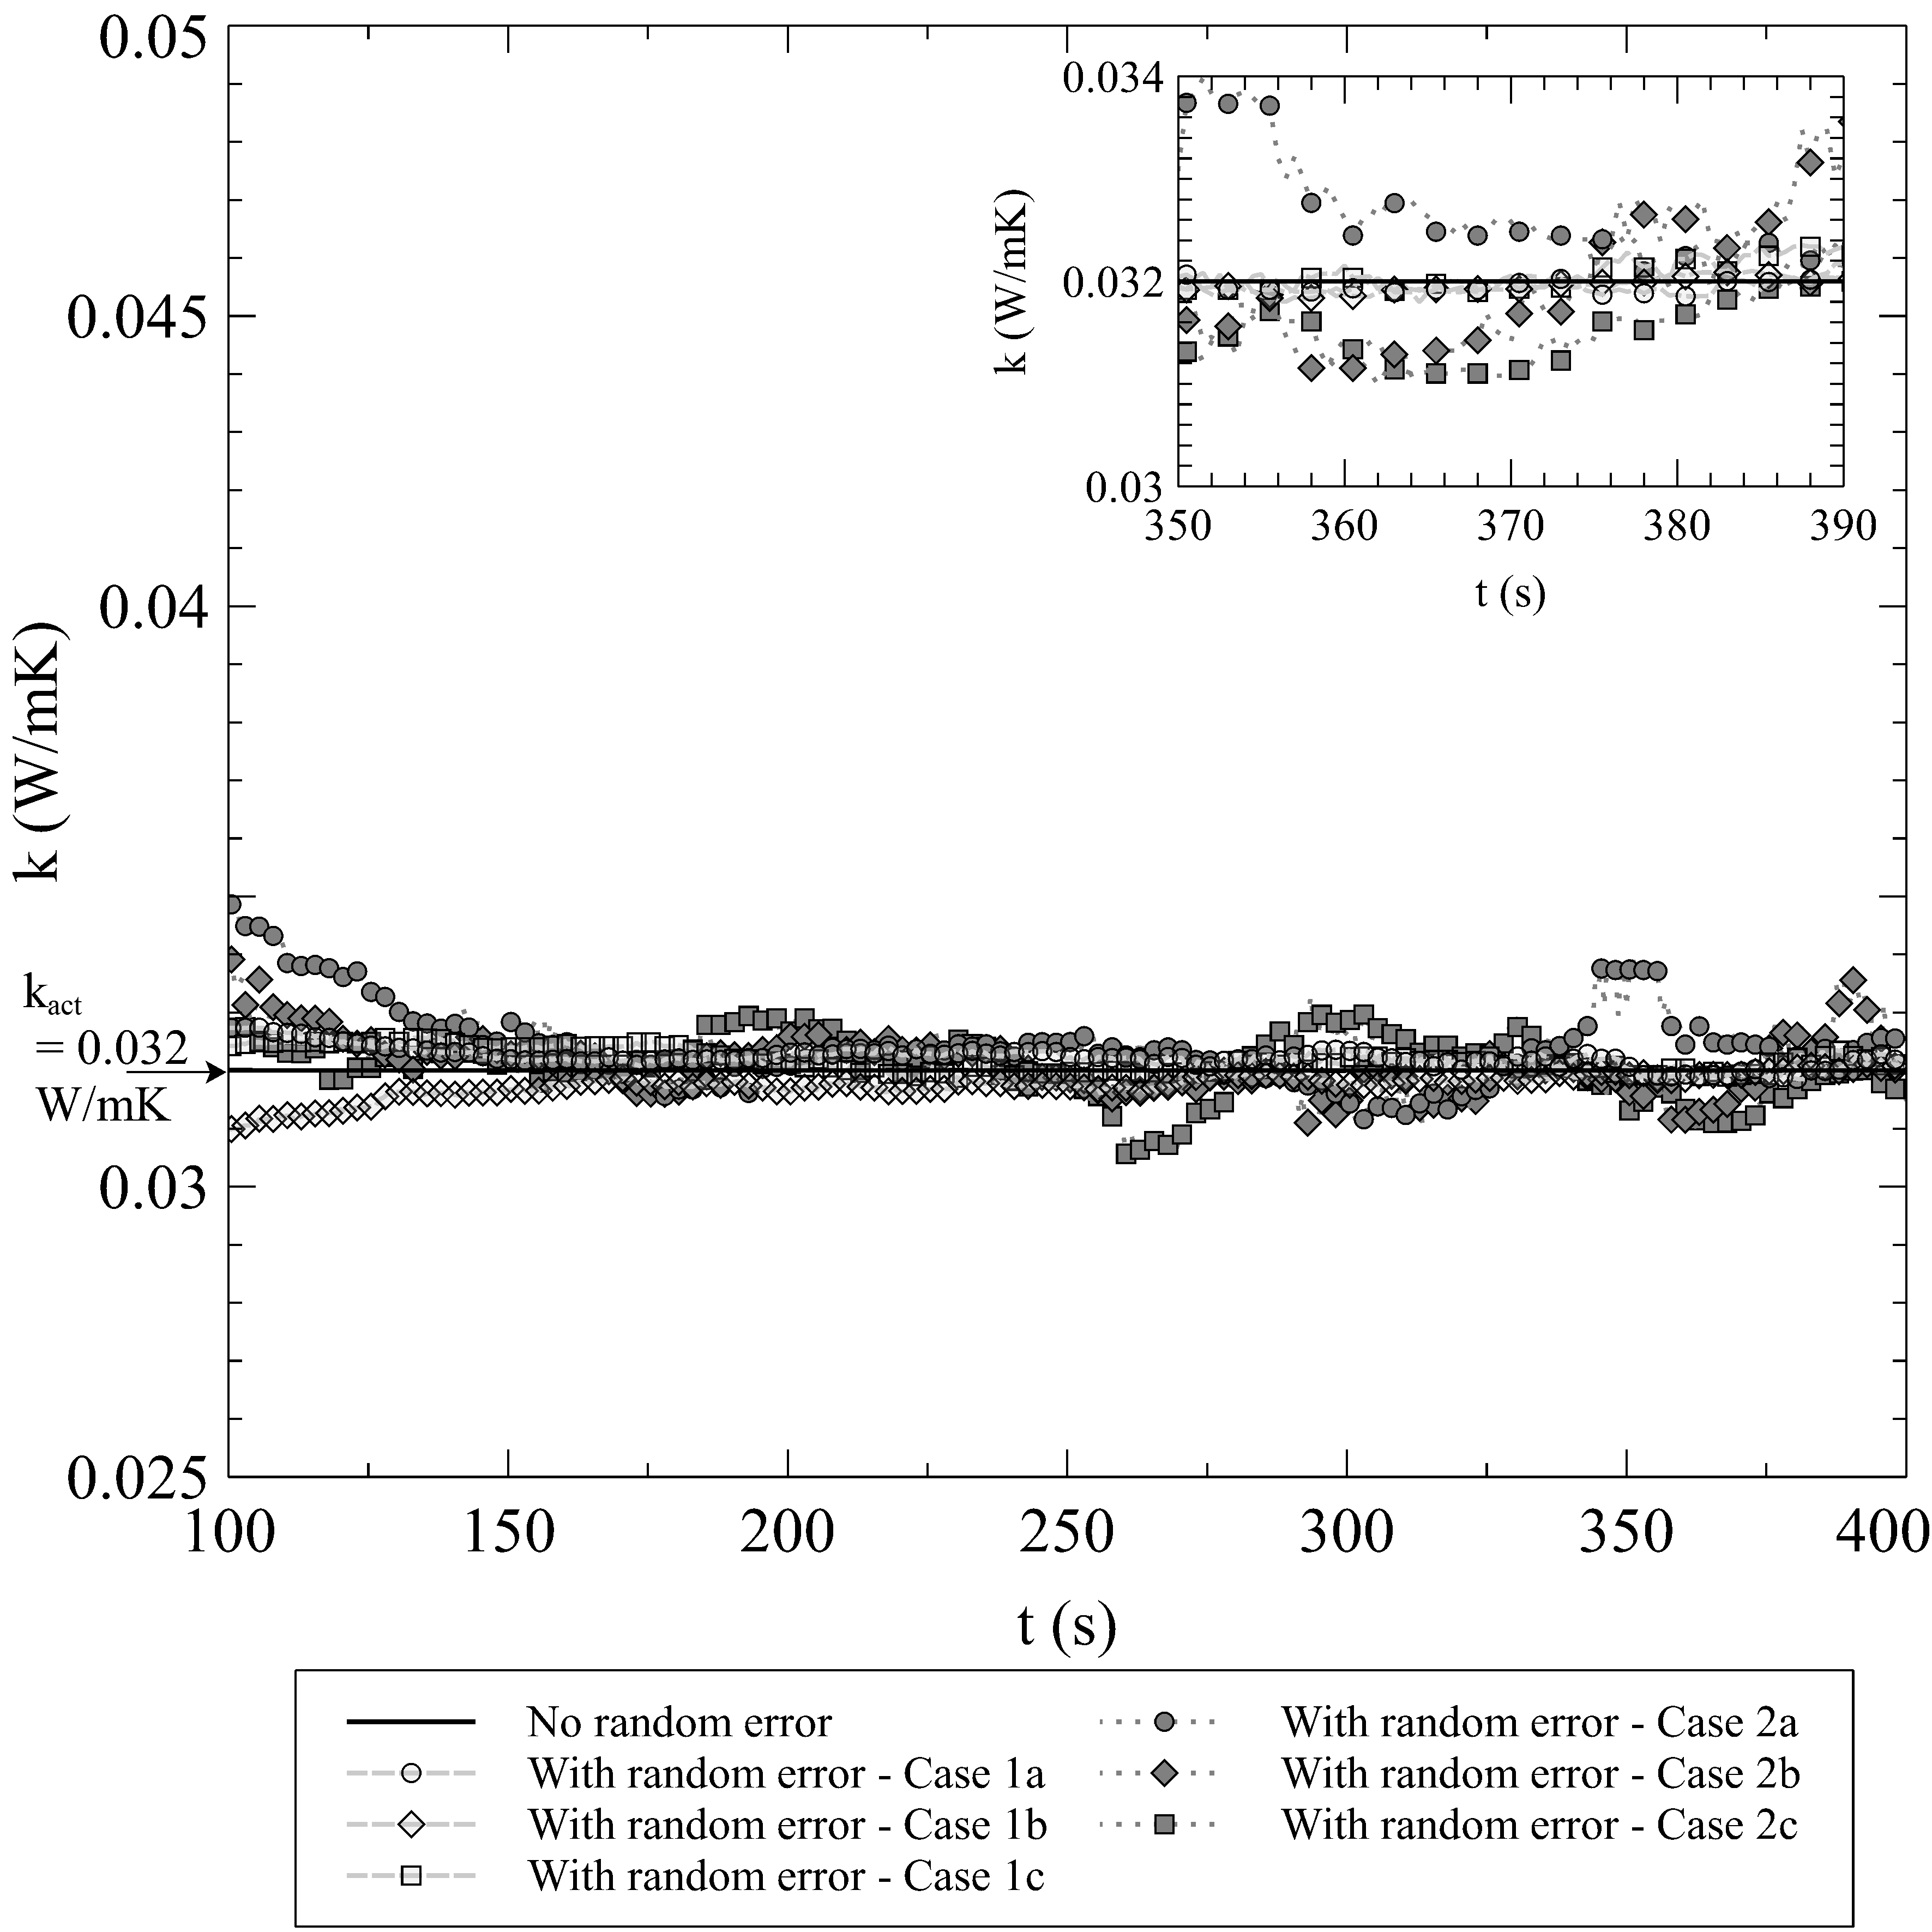 0.05
0.045
0.04
k (W/mK)
k_act
= 0.032
W/mK
0.03
0.025
100 150 200 250 300 350 400
t (s)
0.034
0.032
0.03
k (W/mK)
350 360 370 380 390
t (s)
No random error
With random error - Case 1a
With random error - Case 1b
With random error - Case 1c
With random error - Case 2a
With random error - Case 2b
With random error - Case 2c